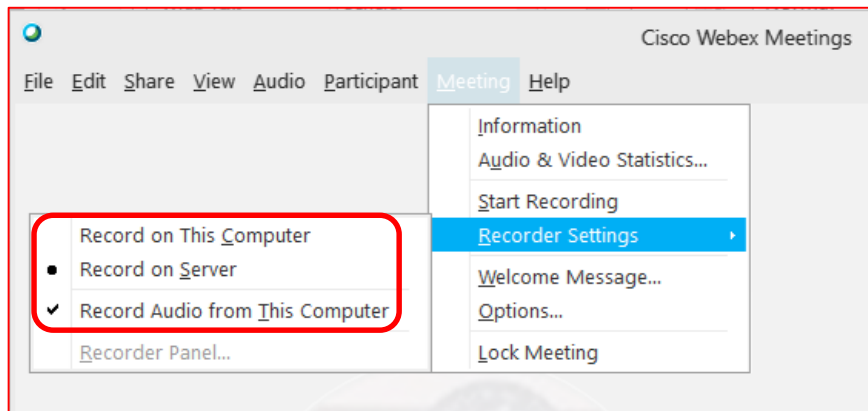 Cisco Webex Meetings
File Edit Share View Audio Participant Meeting Help
Information
Audio & Video Statistics...
Start Recording
Recorder Settings
Welcome Message...
Options...
Lock Meeting
Record on This Computer
Record on Server
Record Audio from This Computer
Recorder Panel...